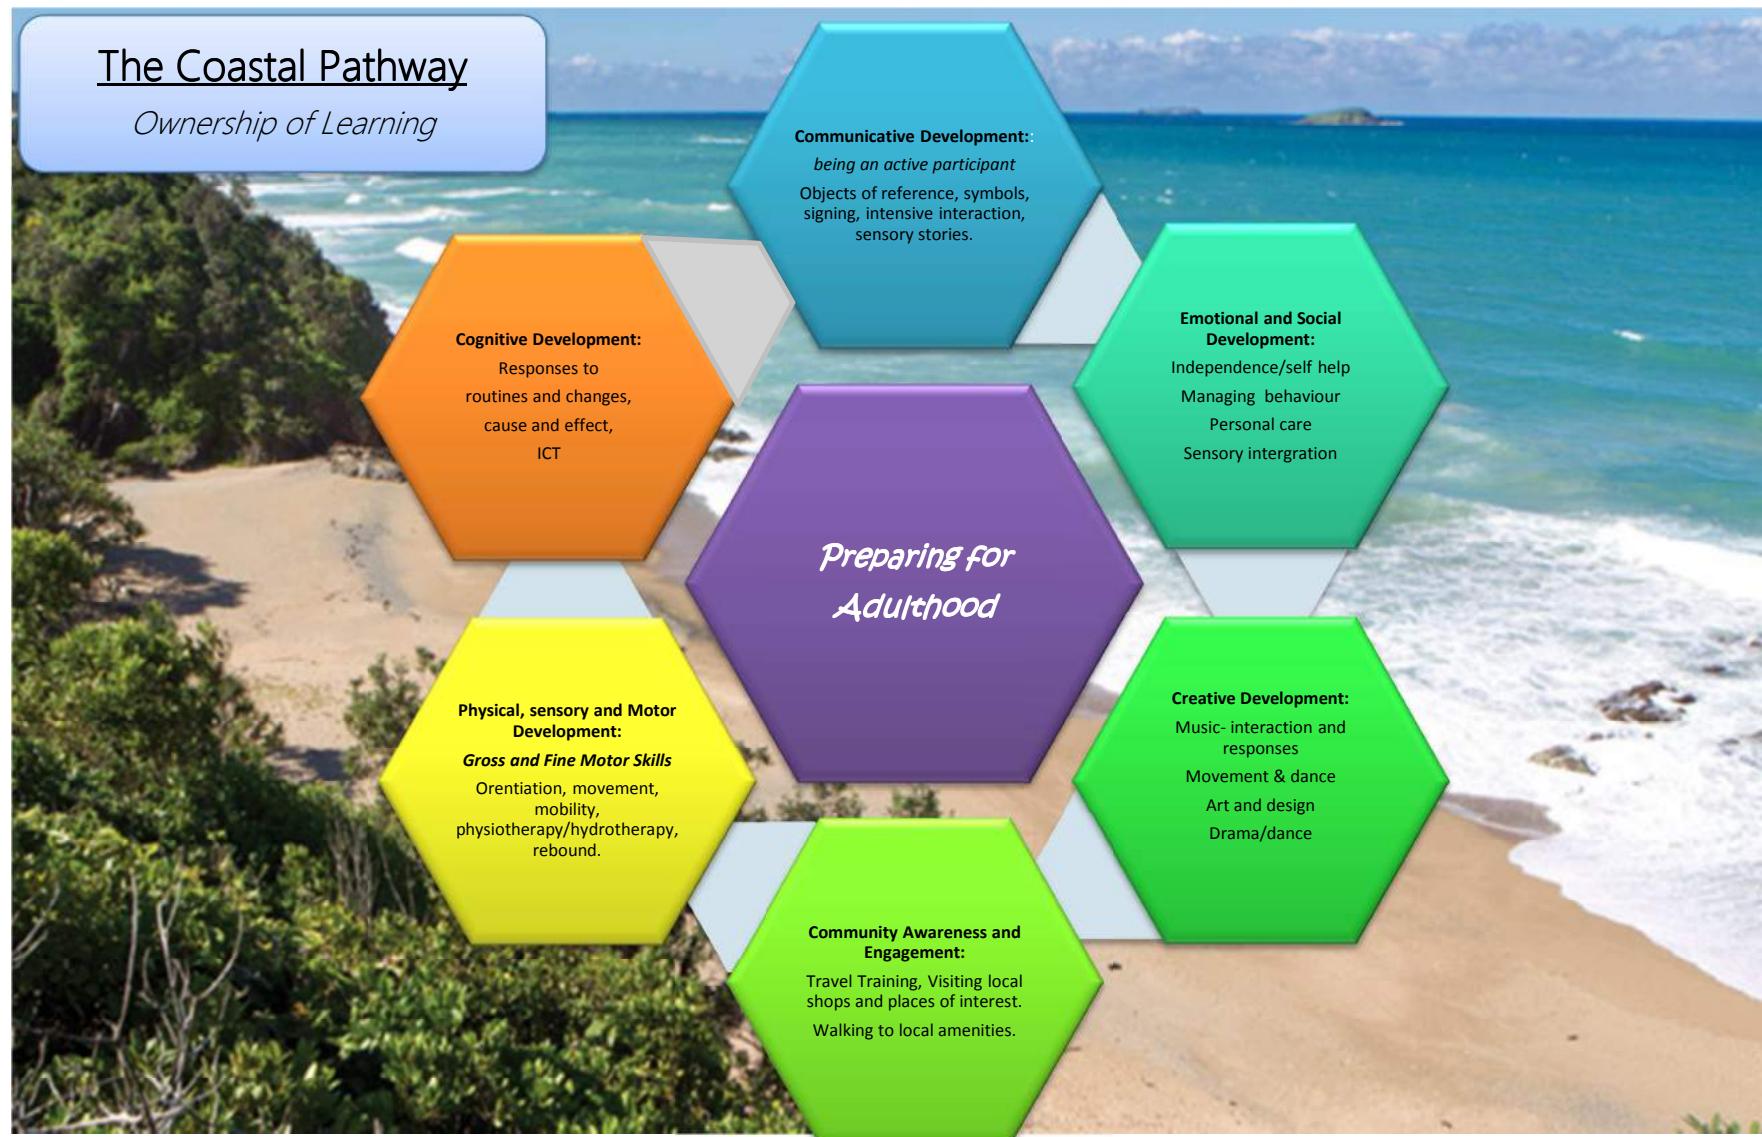 The Coastal Pathway
Ownership of Learning
Communicative Development::
being an active participant
Objects of reference, symbols,
signing, intensive interaction,
sensory stories.
Emotional and Social
Development:
Independence/self help
Managing behaviour
Personal care
Sensory intergration
Creative Development:
Music- interaction and
responses
Movement & dance
Art and design
Drama/dance
Community Awareness and
Engagement:
Travel Training, Visiting local
shops and places of interest.
Walking to local amenities.
Physical, sensory and Motor
Development:
Gross and Fine Motor Skills
Orentiation, movement,
mobility,
physiotherapy/hydrotherapy,
rebound.
Cognitive Development:
Responses to
routines and changes,
cause and effect,
ICT
Preparing for
Adulthood